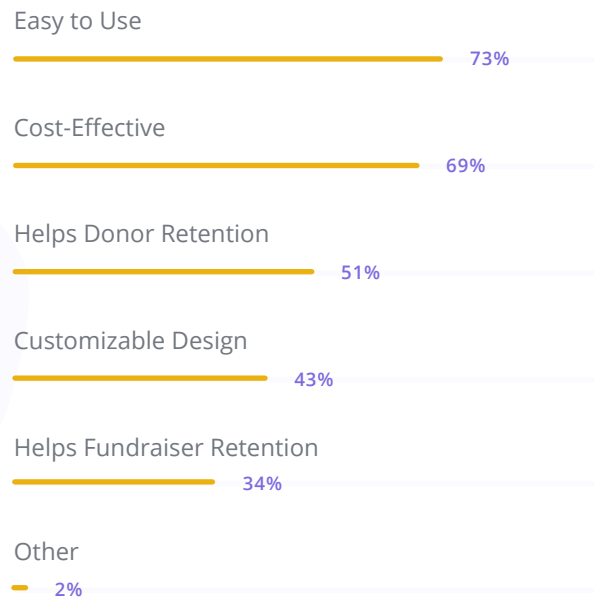 Easy to Use
73%
Cost-Effective
69%
Helps Donor Retention
51%
Customizable Design
43%
Helps Fundraiser Retention
34%
Other
2%